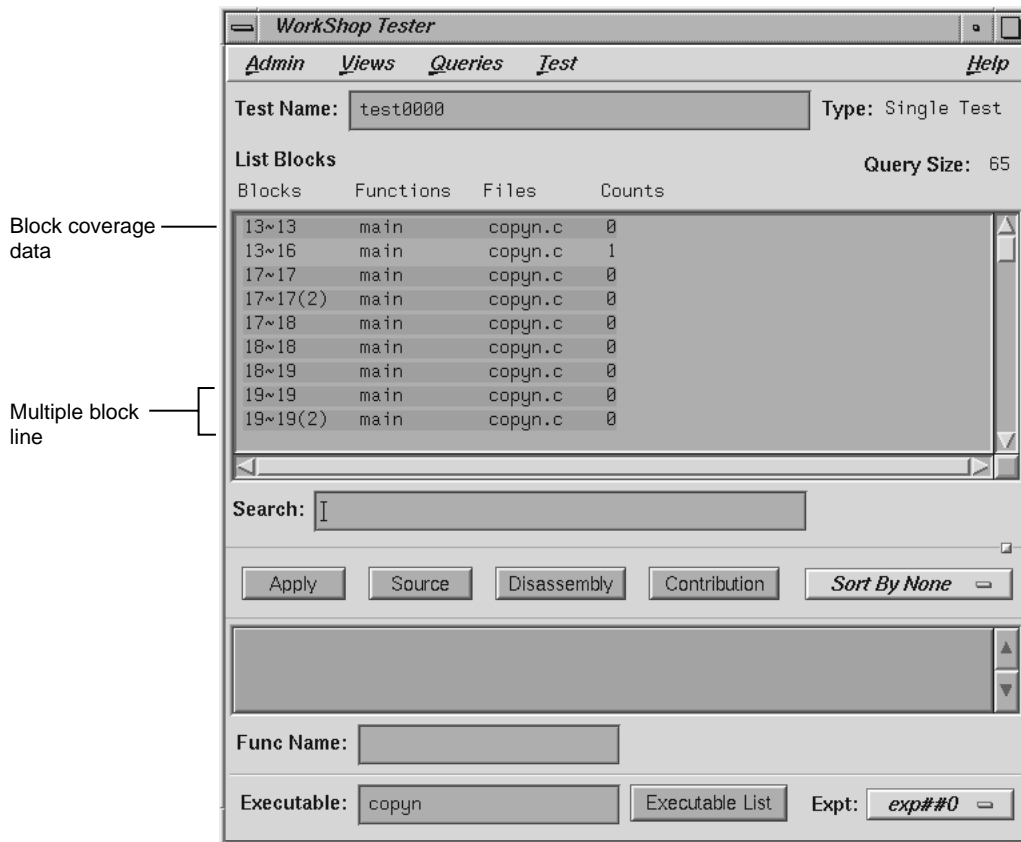 WorkShop Tester
Admin Views Queries Test Help
Test Name: test0000 Type: Single Test
List Blocks Query Size: 65
Blocks Functions Files Counts
Block coverage data
13~13 main copyn.c 0
13~16 main copyn.c 1
17~17 main copyn.c 0
17~17(2) main copyn.c 0
17~18 main copyn.c 0
18~18 main copyn.c 0
18~19 main copyn.c 0
Multiple block line
19~19 main copyn.c 0
19~19(2) main copyn.c 0
Search:
Apply Source Disassembly Contribution Sort By None
Func Name:
Executable: copyn Executable List Expt: exp##0